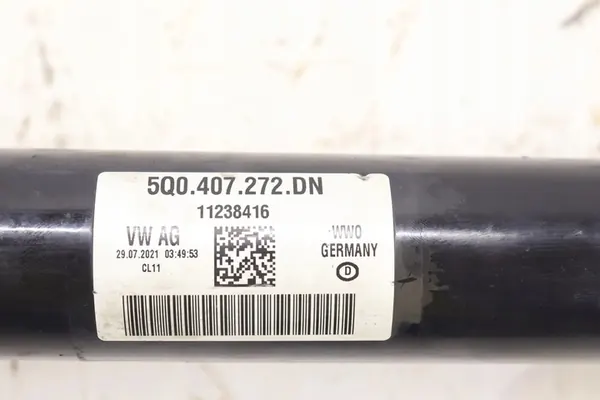 5Q0.407.272.DN
11238416
VW AG
29.07.2021 03:49:53
CL11
WWO
GERMANY
D